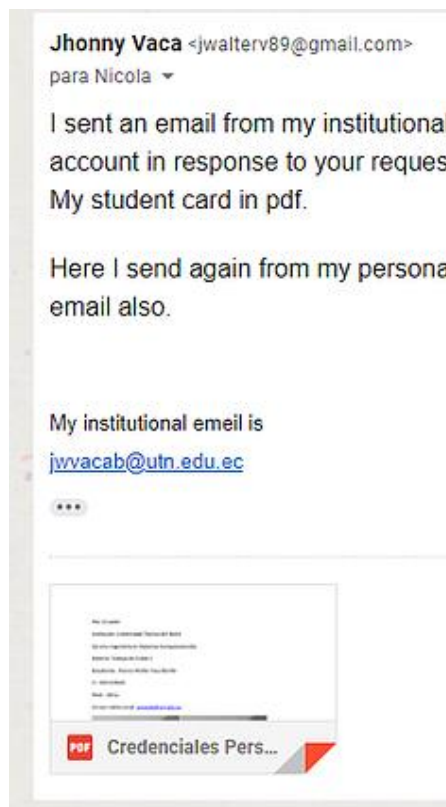 Jhonny Vaca <jwalterv89@gmail.com>
para Nicola
I sent an email from my institutional
account in response to your reques
My student card in pdf.
Here I send again from my persona
email also.
My institutional emeil is
jwvacab@utn.edu.ec
PDF Credenciales Pers...